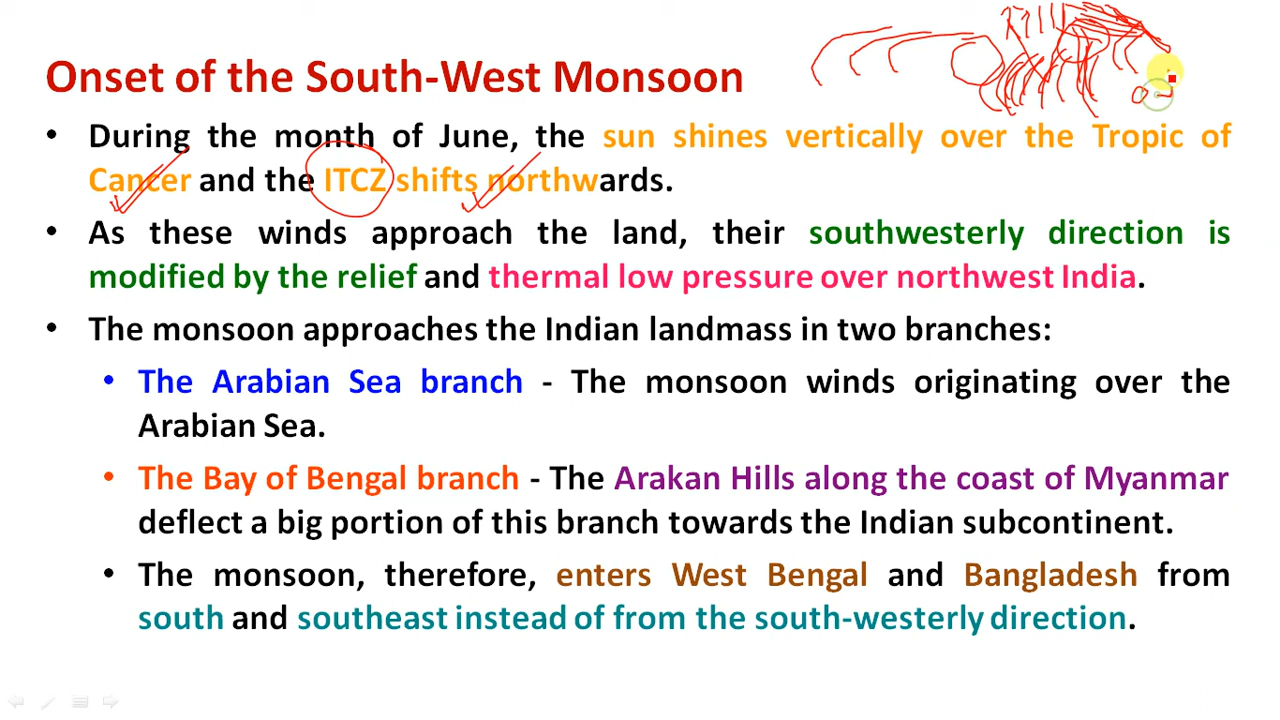 Onset of the South-West Monsoon
• During the month of June, the sun shines vertically over the Tropic of
Cancer and the ITCZ shifts northwards.
• As these winds approach the land, their southwesterly direction is
modified by the relief and thermal low pressure over northwest India.
• The monsoon approaches the Indian landmass in two branches:
• The Arabian Sea branch - The monsoon winds originating over the
Arabian Sea.
• The Bay of Bengal branch - The Arakan Hills along the coast of Myanmar
deflect a big portion of this branch towards the Indian subcontinent.
• The monsoon, therefore, enters West Bengal and Bangladesh from
south and southeast instead of from the south-westerly direction.